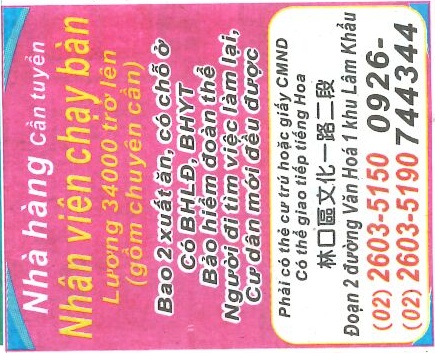 Nhà hàng Cần tuyển
Nhân viên chạy bàn
Lương 34000 trở lên
(gồm chuyên cần)
Bao 2 xuất ăn, có chỗ ở
Có BHLĐ, BHYT
Bảo hiểm đoàn thể
Người đi tìm việc làm lại,
Cư dân mới đều được
Phải có thẻ cư trú hoặc giấy CMND
Có thể giao tiếp tiếng Hoa
林口區文化一路二段
Đoạn 2 đường Văn Hoá 1 khu Lâm Khẩu
(02) 2603-5150
(02) 2603-5190
0926-
744344